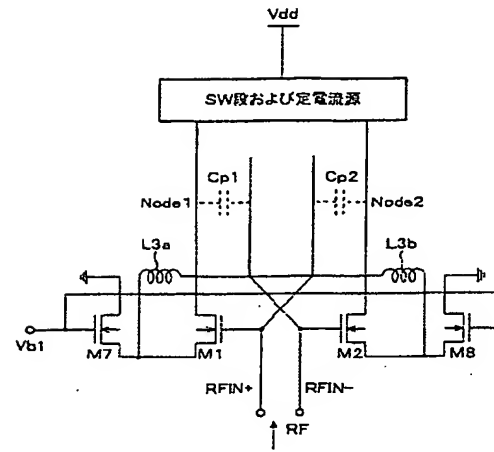 Vdd
SW段および定電流源
Cp1
Cp2
Node1
Node2
L3a
L3b
Vb1
M7
M1
M2
M8
RFIN+
RFIN−
RF